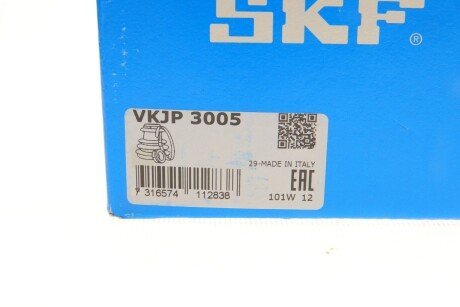 SKF®
VKJP 3005
29-MADE IN ITALY
EAC
7 316574 112838
101W 12